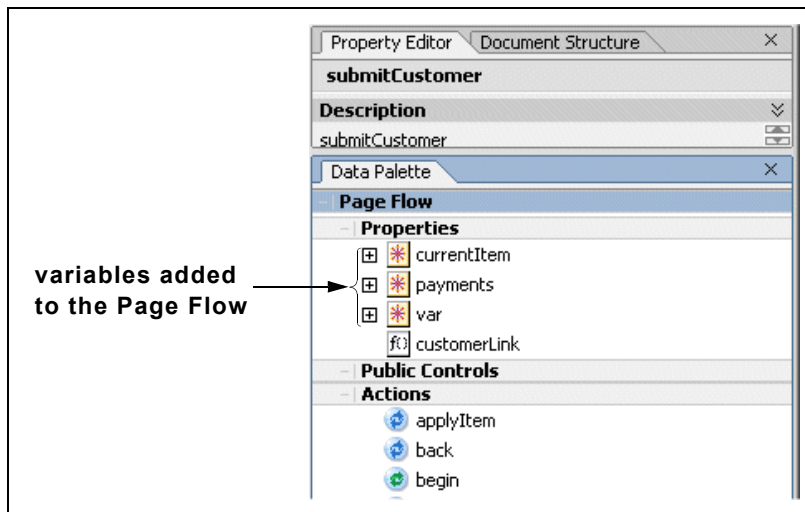 Property Editor Document Structure
submitCustomer
Description
submitCustomer
Data Palette
Page Flow
Properties
variables added
to the Page Flow
currentItem
payments
var
f() customerLink
Public Controls
Actions
applyItem
back
begin